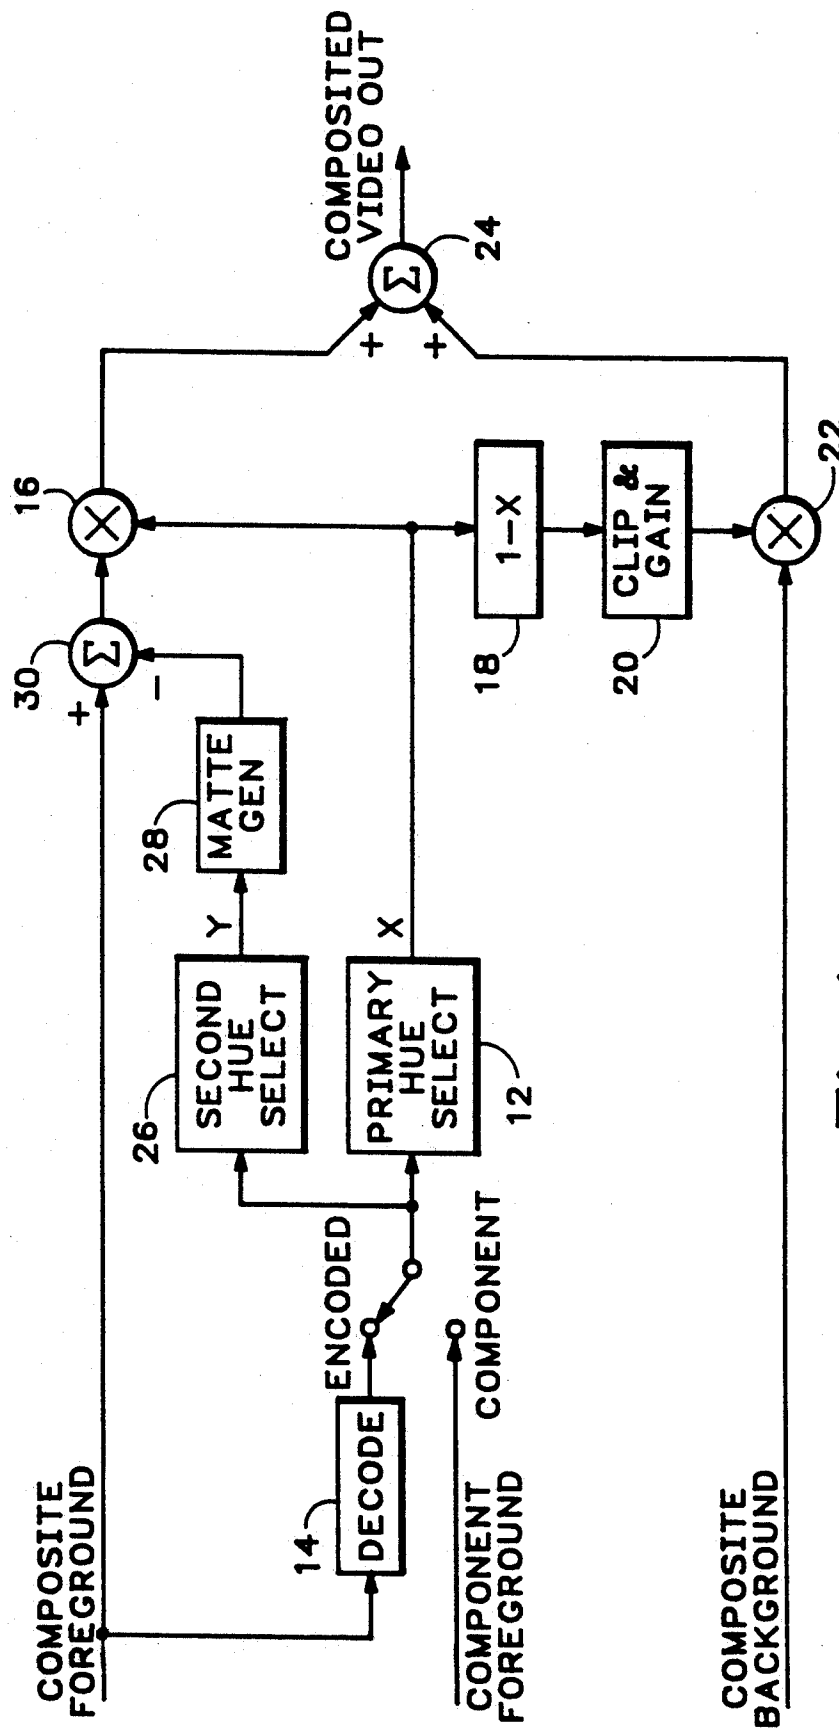 COMPOSITE
FOREGROUND
14
DECODE
ENCODED
COMPONENT
FOREGROUND
COMPONENT
26
SECOND
HUE
SELECT
Y
28
MATTE
GEN
30
+
−
Σ
16
X
PRIMARY
HUE
SELECT
12
X
1−X
18
CLIP &
GAIN
20
COMPOSITE
BACKGROUND
X
22
+
+
Σ
24
COMPOSITED
VIDEO OUT